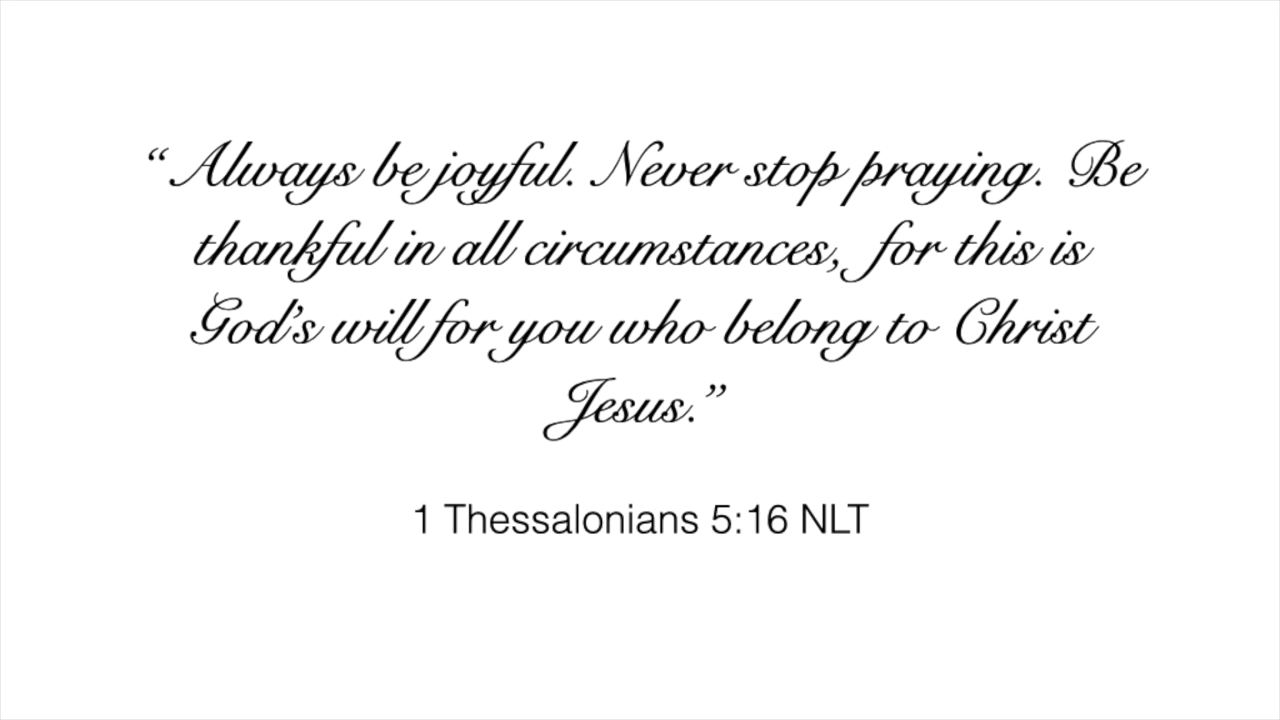 “Always be joyful. Never stop praying. Be
thankful in all circumstances, for this is
God’s will for you who belong to Christ
Jesus.”
1 Thessalonians 5:16 NLT